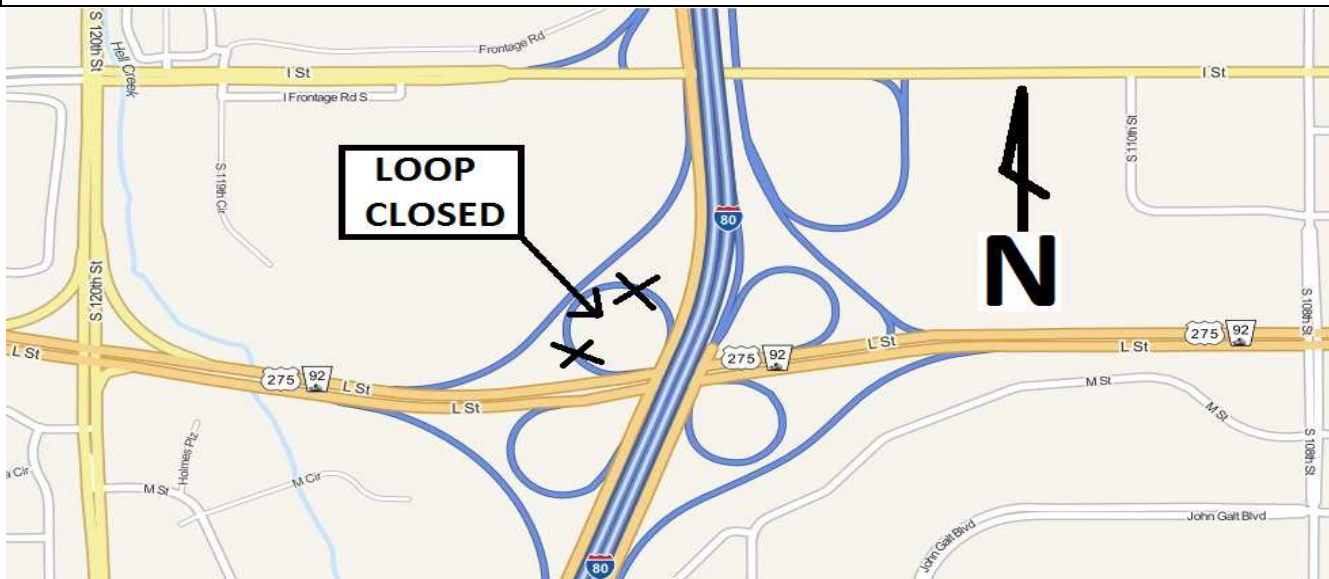 S 120th St
Hell Creek
Frontage Rd
I St
I St
I Frontage Rd S
S 119th Cir
S 110th St
LOOP
CLOSED
80
N
S 120th St
S 108th St
L St
275
92
L St
L St
275
92
L St
275
92
L St
M St
M St
S 108th St
Holmes Plz
a Cir
M St
M Cir
John Galt Blvd
John Galt Blvd
80